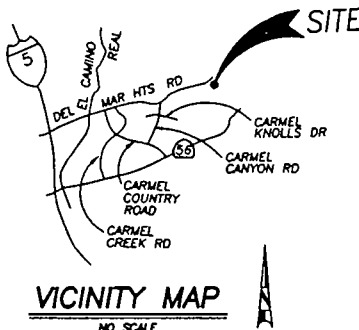 SITE
5
EL CAMINO
REAL
DEL MAR HTS RD
CARMEL
KNOLLS DR
56
CARMEL
CANYON RD
CARMEL
COUNTRY
ROAD
CARMEL
CREEK RD
VICINITY MAP
NO SCALE